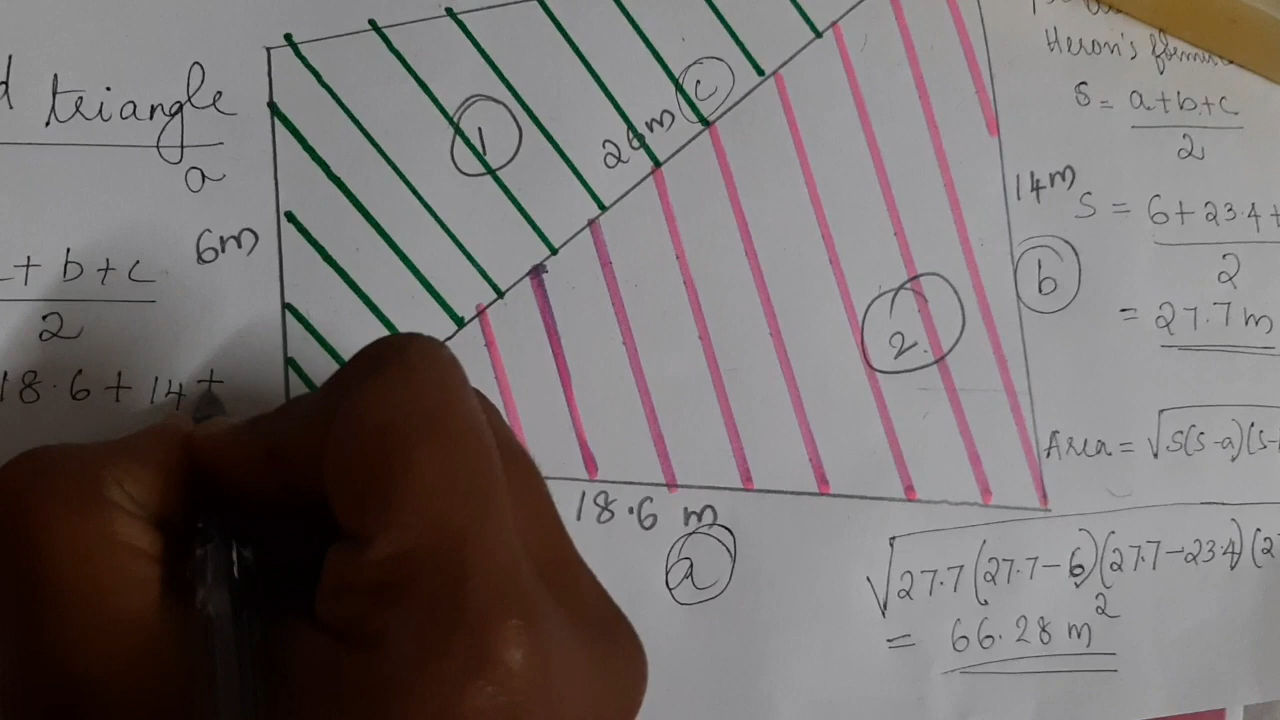 d triangle
a
+ b + c
2
18.6 + 14 +
6m
1
26m
c
2
18.6 m
a
14m
b
Heron's
S = a+b+c
2
S = 6 + 23.4 +
2
= 27.7m
Area = √S(S-a)(S-
√27.7(27.7-6)(27.7-23.4)(2
= 66.28 m²